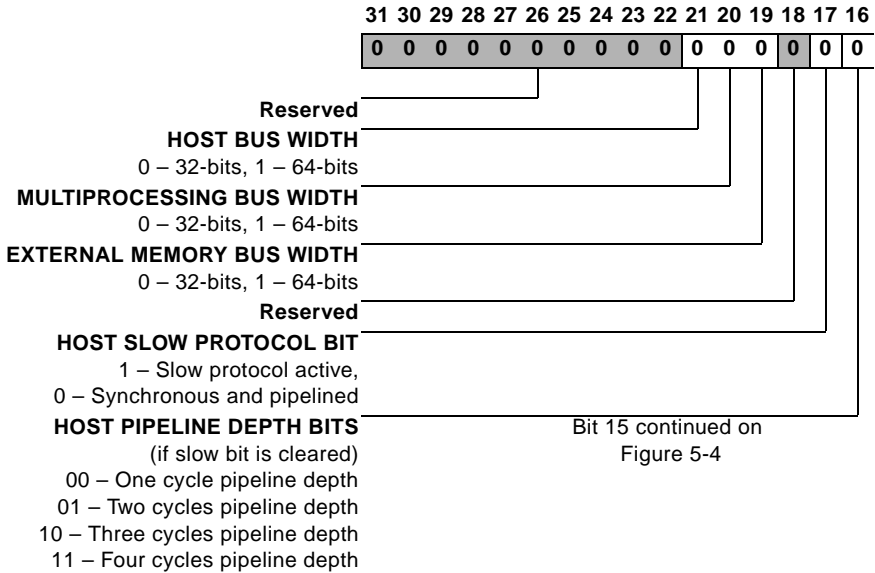 31 30 29 28 27 26 25 24 23 22 21 20 19 18 17 16
0 0 0 0 0 0 0 0 0 0 0 0 0 0 0 0
Reserved
HOST BUS WIDTH
0 – 32-bits, 1 – 64-bits
MULTIPROCESSING BUS WIDTH
0 – 32-bits, 1 – 64-bits
EXTERNAL MEMORY BUS WIDTH
0 – 32-bits, 1 – 64-bits
Reserved
HOST SLOW PROTOCOL BIT
1 – Slow protocol active,
0 – Synchronous and pipelined
HOST PIPELINE DEPTH BITS
(if slow bit is cleared)
00 – One cycle pipeline depth
01 – Two cycles pipeline depth
10 – Three cycles pipeline depth
11 – Four cycles pipeline depth
Bit 15 continued on
Figure 5-4